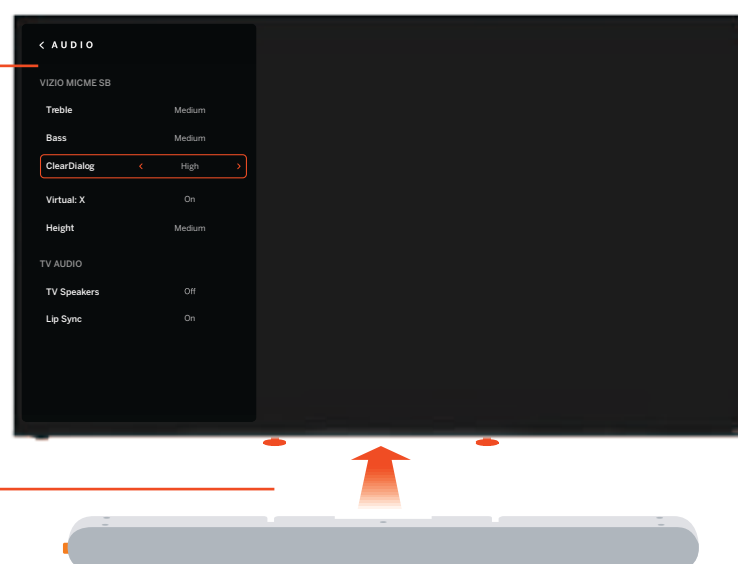 < AUDIO
VIZIO MICME SB
Treble Medium
Bass Medium
ClearDialog < High >
Virtual: X On
Height Medium
TV AUDIO
TV Speakers Off
Lip Sync On